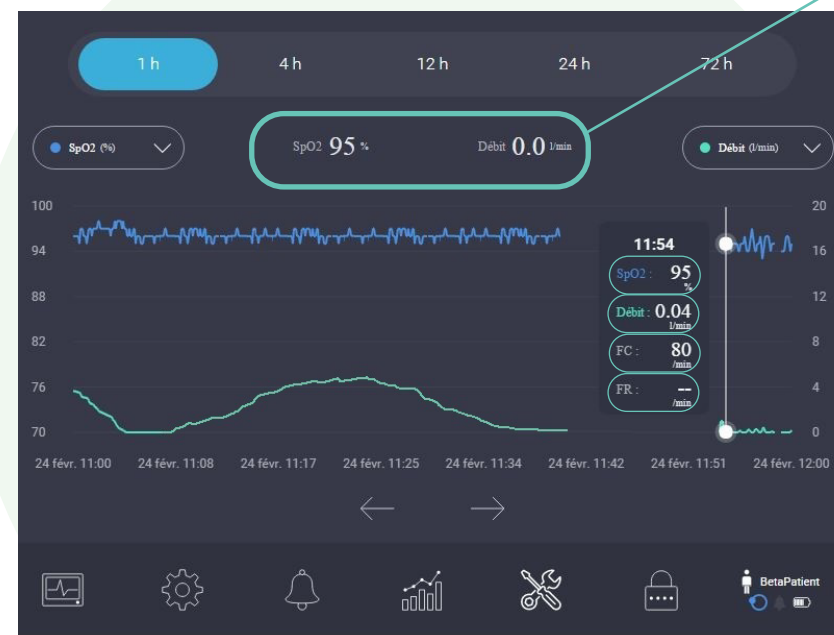 1 h 4 h 12 h 24 h 72 h
SpO2 (%) SpO2 95 % Débit 0.0 l/min Débit (l/min)
100 20
11:54
94 16
SpO2 : 95 %
88 12
Débit : 0.04 l/min
82 8
FC : 80 /min
76 4
FR : -- /min
70 0
24 févr. 11:00 24 févr. 11:08 24 févr. 11:17 24 févr. 11:25 24 févr. 11:34 24 févr. 11:42 24 févr. 11:51 24 févr. 12:00
BetaPatient